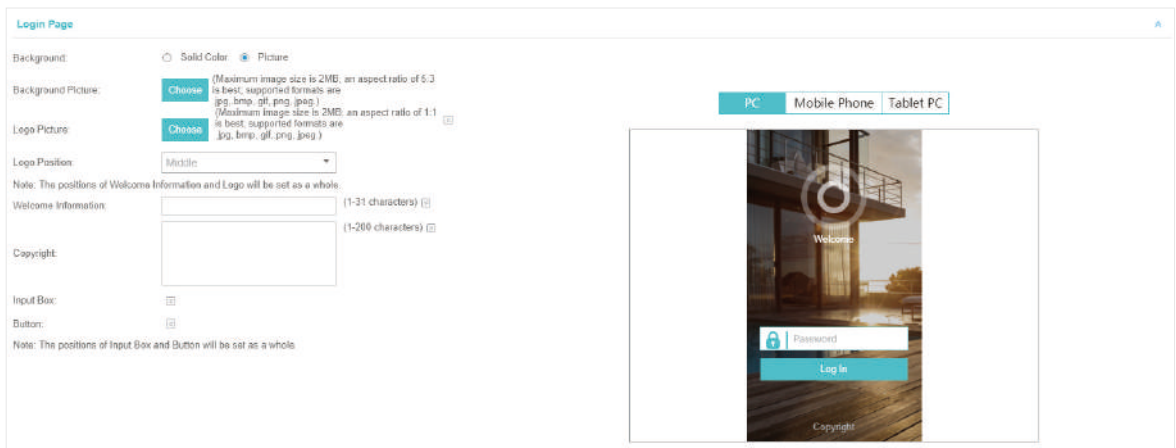 Login Page
Background:
Solid Color
Picture
Background Picture:
Choose
(Maximum image size is 2MB, an aspect ratio of 5:3
is best, supported formats are
.jpg, bmp, gif, png, jpeg.)
Logo Picture:
Choose
(Maximum image size is 2MB, an aspect ratio of 1:1
is best, supported formats are
.jpg, bmp, gif, png, jpeg.)
Logo Position:
Middle
Note: The positions of Welcome Information and Logo will be set as a whole.
Welcome Information:
(1-31 characters)
Copyright:
(1-200 characters)
Input Box:
Button:
Note: The positions of Input Box and Button will be set as a whole.
PC
Mobile Phone
Tablet PC
Welcome
Password
Log In
Copyright